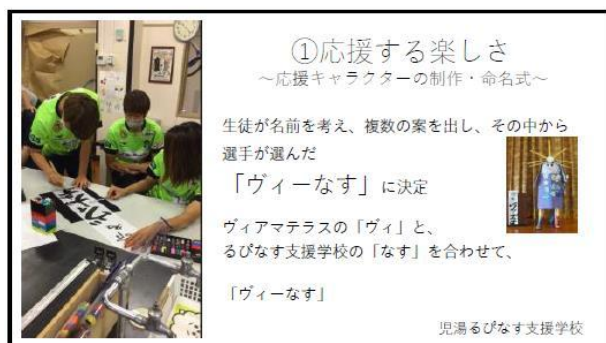 ①応援する楽しさ
～応援キャラクターの制作・命名式～
生徒が名前を考え、複数の案を出し、その中から
選手が選んだ
「ヴィーなす」に決定
ヴィアマテラスの「ヴィ」と、
るぴなす支援学校の「なす」を合わせて、
「ヴィーなす」
児湯るぴなす支援学校